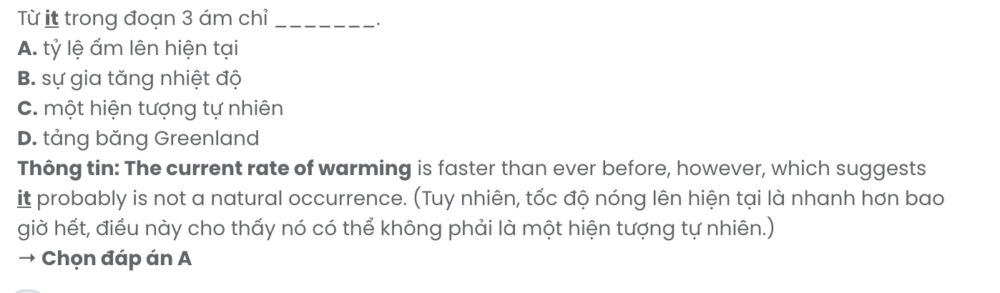 Từ it trong đoạn 3 ám chỉ _______.
A. tỷ lệ ấm lên hiện tại
B. sự gia tăng nhiệt độ
C. một hiện tượng tự nhiên
D. tảng băng Greenland
Thông tin: The current rate of warming is faster than ever before, however, which suggests
it probably is not a natural occurrence. (Tuy nhiên, tốc độ nóng lên hiện tại là nhanh hơn bao
giờ hết, điều này cho thấy nó có thể không phải là một hiện tượng tự nhiên.)
→ Chọn đáp án A